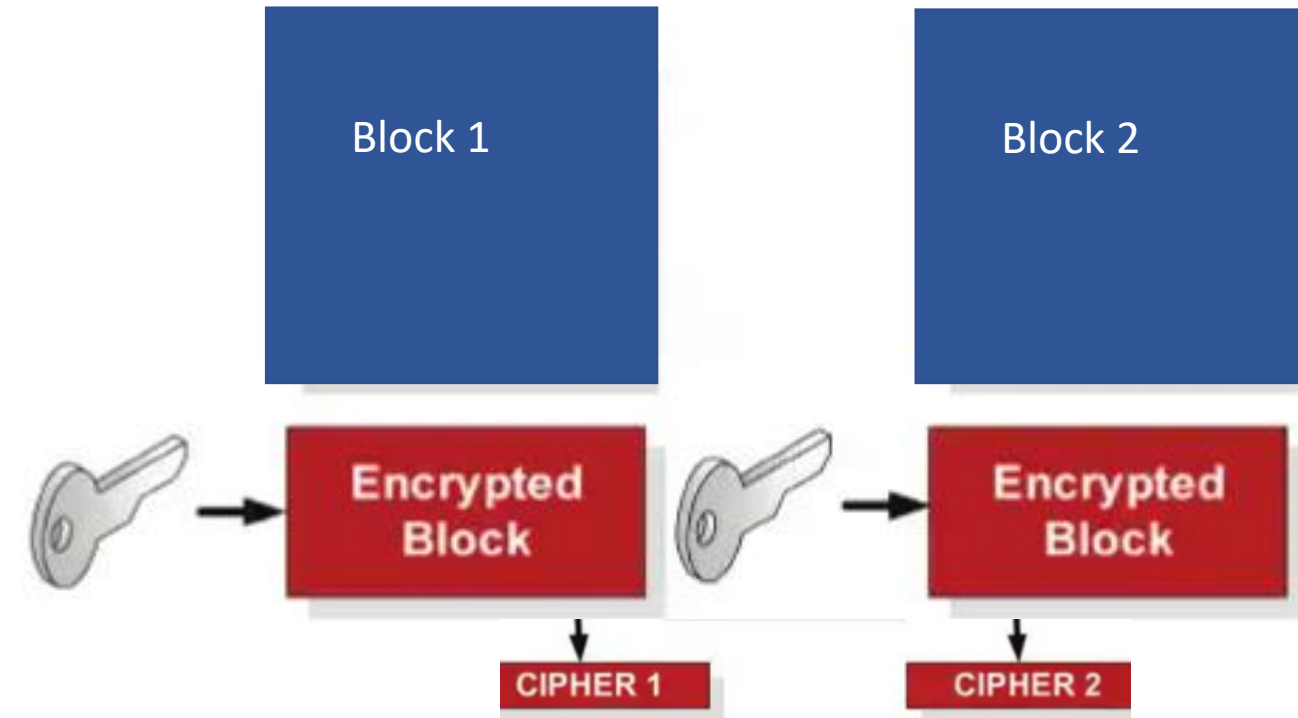 Block 1
Block 2
Encrypted
Block
Encrypted
Block
CIPHER 1
CIPHER 2